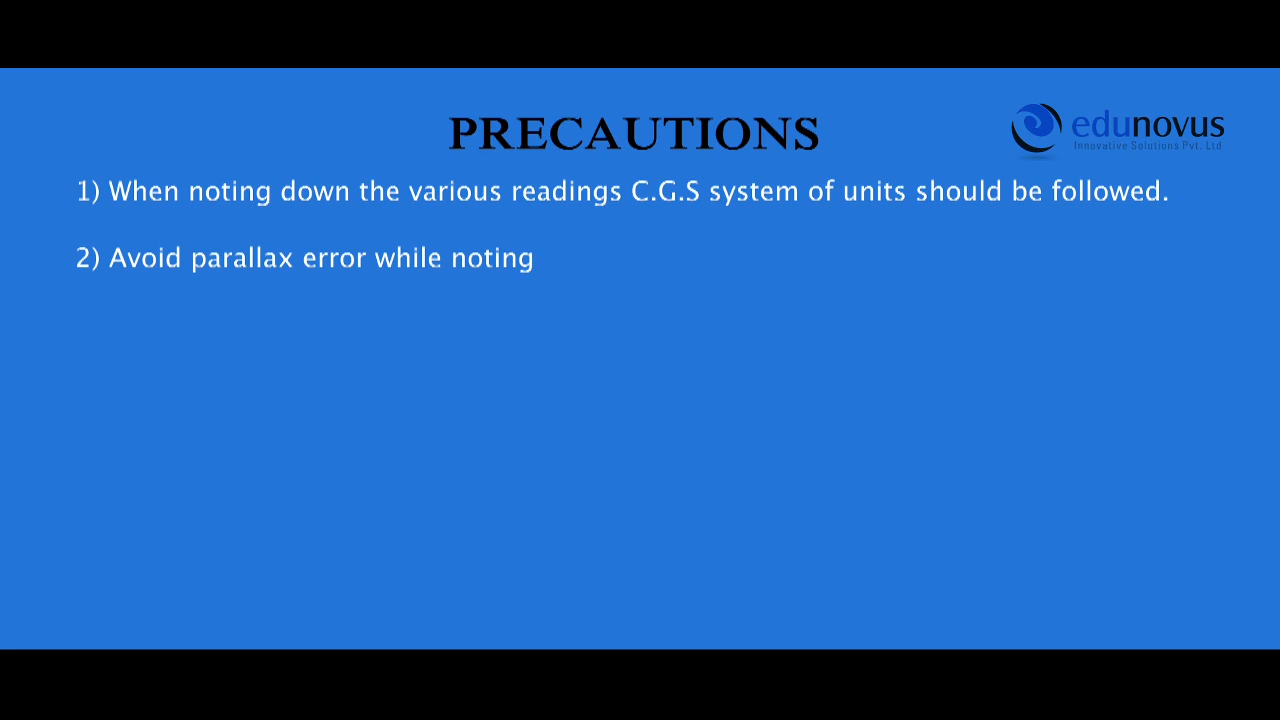 PRECAUTIONS
edunovus
Innovative Solutions Pvt. Ltd
1) When noting down the various readings C.G.S system of units should be followed.
2) Avoid parallax error while noting